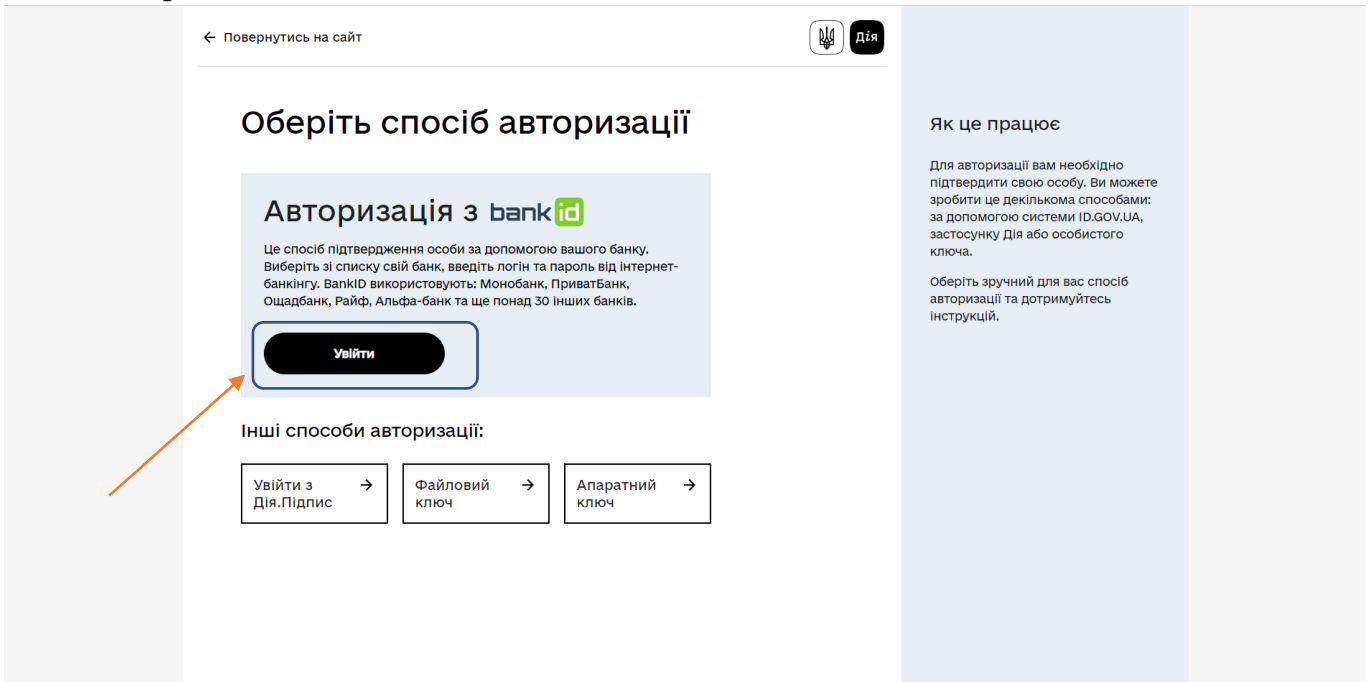 ← Повернутись на сайт
Дія
Оберіть спосіб авторизації
Авторизація з bank id
Це спосіб підтвердження особи за допомогою вашого банку.
Виберіть зі списку свій банк, введіть логін та пароль від інтернет-
банкінгу. BankID використовують: Монобанк, ПриватБанк,
Ощадбанк, Райф, Альфа-банк та ще понад 30 інших банків.
Увійти
Інші способи авторизації:
Увійти з →
Дія.Підпис
Файловий →
ключ
Апаратний →
ключ
Як це працює
Для авторизації вам необхідно
підтвердити свою особу. Ви можете
зробити це декількома способами:
за допомогою системи ID.GOV.UA,
застосунку Дія або особистого
ключа.
Оберіть зручний для вас спосіб
авторизації та дотримуйтесь
інструкцій.